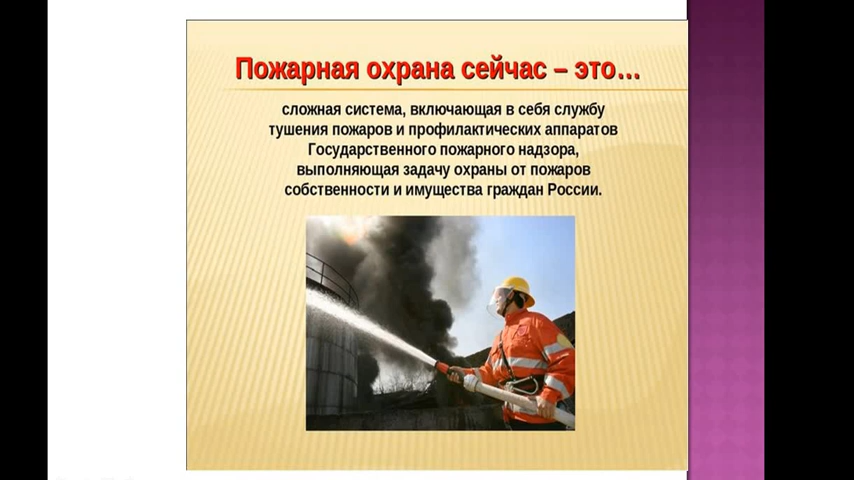 Пожарная охрана сейчас – это…
сложная система, включающая в себя службу
тушения пожаров и профилактических аппаратов
Государственного пожарного надзора,
выполняющая задачу охраны от пожаров
собственности и имущества граждан России.